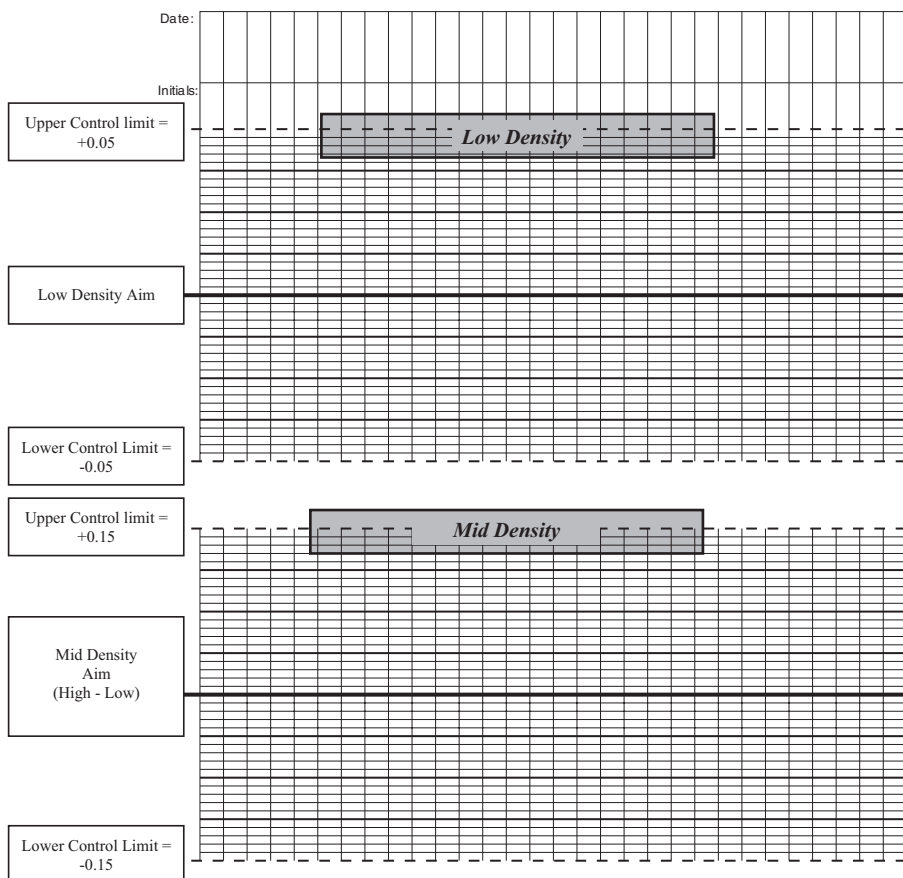 Date:
Initials:
Upper Control limit =
+0.05
Low Density
Low Density Aim
Lower Control Limit =
-0.05
Upper Control limit =
+0.15
Mid Density
Mid Density
Aim
(High - Low)
Lower Control Limit =
-0.15